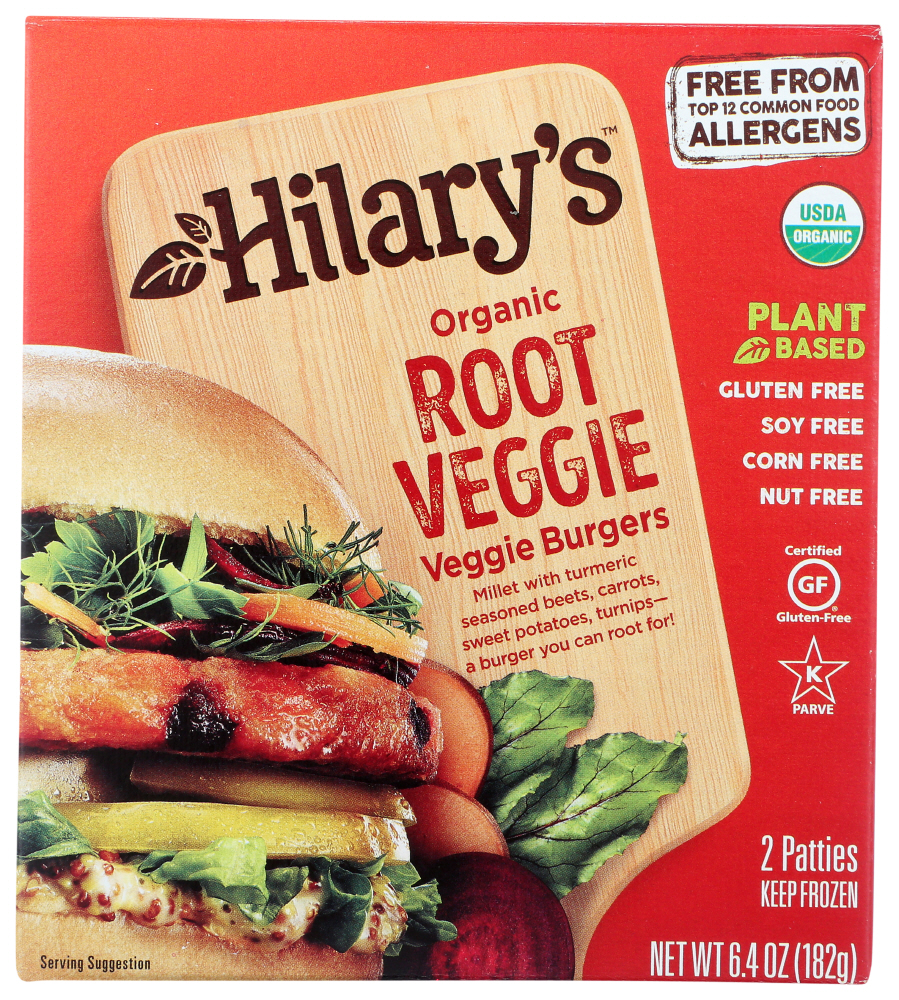 FREE FROM
TOP 12 COMMON FOOD
ALLERGENS
Hilary's™
USDA
ORGANIC
Organic
ROOT
VEGGIE
Veggie Burgers
Millet with turmeric
seasoned beets, carrots,
sweet potatoes, turnips—
a burger you can root for!
PLANT
BASED
GLUTEN FREE
SOY FREE
CORN FREE
NUT FREE
Certified
GF
®
Gluten-Free
K
PARVE
2 Patties
KEEP FROZEN
NET WT 6.4 OZ (182g)
Serving Suggestion